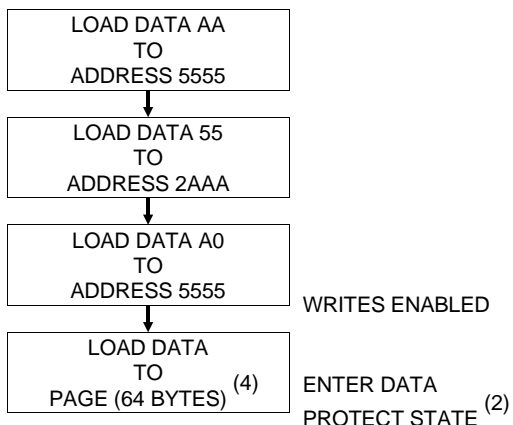 LOAD DATA AA
TO
ADDRESS 5555
LOAD DATA 55
TO
ADDRESS 2AAA
LOAD DATA A0
TO
ADDRESS 5555
WRITES ENABLED
LOAD DATA
TO
PAGE (64 BYTES) (4)
ENTER DATA
PROTECT STATE (2)